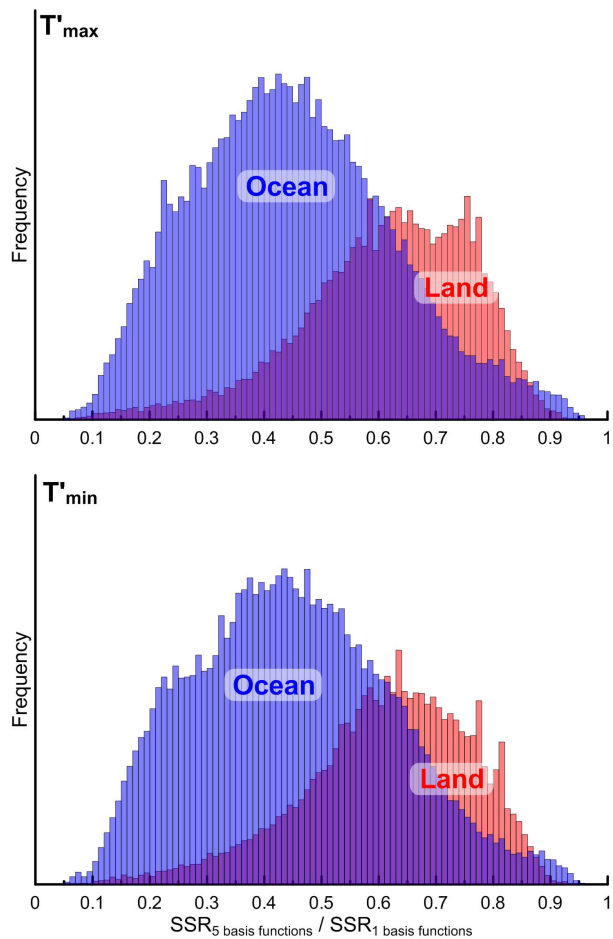 T'max
Frequency
Ocean
Land
0 0.1 0.2 0.3 0.4 0.5 0.6 0.7 0.8 0.9 1
T'min
Frequency
Ocean
Land
0 0.1 0.2 0.3 0.4 0.5 0.6 0.7 0.8 0.9 1
SSR5 basis functions / SSR1 basis functions